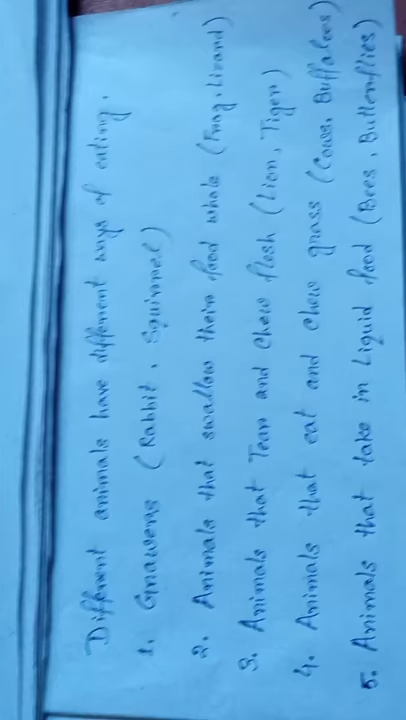 Different animals have different ways of eating.
1. Gnawers (Rabbit, Squirrel)
2. Animals that swallow their food whole (Frog, Lizard)
3. Animals that Tear and Chew flesh (Lion, Tiger)
4. Animals that eat and chew grass (Cows, Buffaloes)
5. Animals that take in Liquid food (Bees, Butterflies)